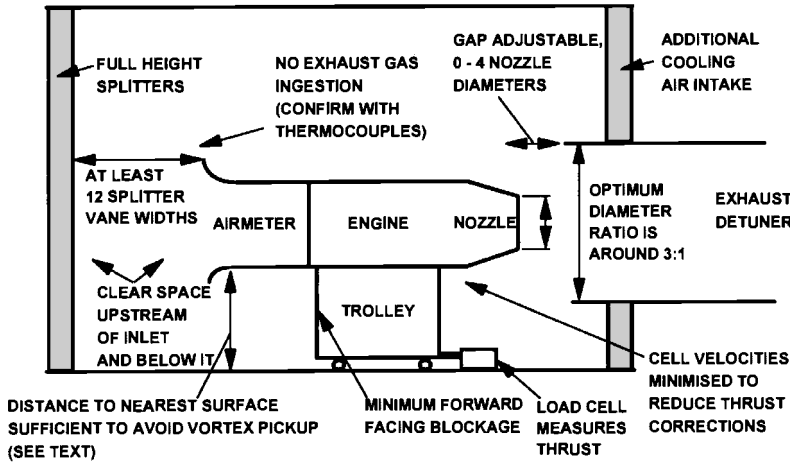 FULL HEIGHT
SPLITTERS
NO EXHAUST GAS
INGESTION
(CONFIRM WITH
THERMOCOUPLES)
GAP ADJUSTABLE,
0 - 4 NOZZLE
DIAMETERS
ADDITIONAL
COOLING
AIR INTAKE
AT LEAST
12 SPLITTER
VANE WIDTHS
AIRMETER
ENGINE
NOZZLE
OPTIMUM
DIAMETER
RATIO IS
AROUND 3:1
EXHAUST
DETUNER
CLEAR SPACE
UPSTREAM
OF INLET
AND BELOW IT
TROLLEY
DISTANCE TO NEAREST SURFACE
SUFFICIENT TO AVOID VORTEX PICKUP
(SEE TEXT)
MINIMUM FORWARD
FACING BLOCKAGE
LOAD CELL
MEASURES
THRUST
CELL VELOCITIES
MINIMISED TO
REDUCE THRUST
CORRECTIONS